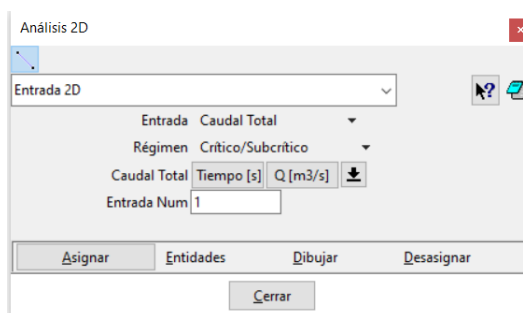 Análisis 2D
Entrada 2D
Entrada Caudal Total
Régimen Crítico/Subcrítico
Caudal Total Tiempo [s] Q [m3/s]
Entrada Num 1
Asignar Entidades Dibujar Desasignar
Cerrar